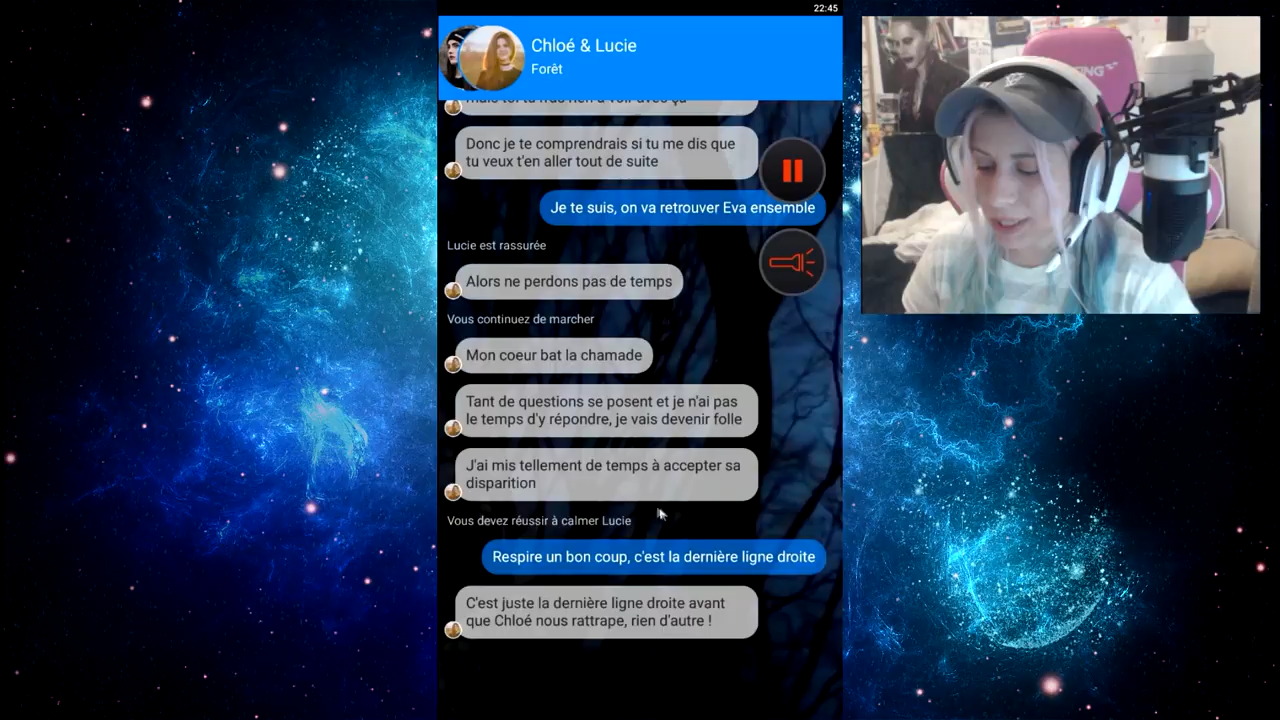 22:45
Chloé & Lucie
Forêt
Donc je te comprendrais si tu me dis que
tu veux t'en aller tout de suite
Je te suis, on va retrouver Eva ensemble
Lucie est rassurée
Alors ne perdons pas de temps
Vous continuez de marcher
Mon coeur bat la chamade
Tant de questions se posent et je n'ai pas
le temps d'y répondre, je vais devenir folle
J'ai mis tellement de temps à accepter sa
disparition
Vous devez réussir à calmer Lucie
Respire un bon coup, c'est la dernière ligne droite
C'est juste la dernière ligne droite avant
que Chloé nous rattrape, rien d'autre !